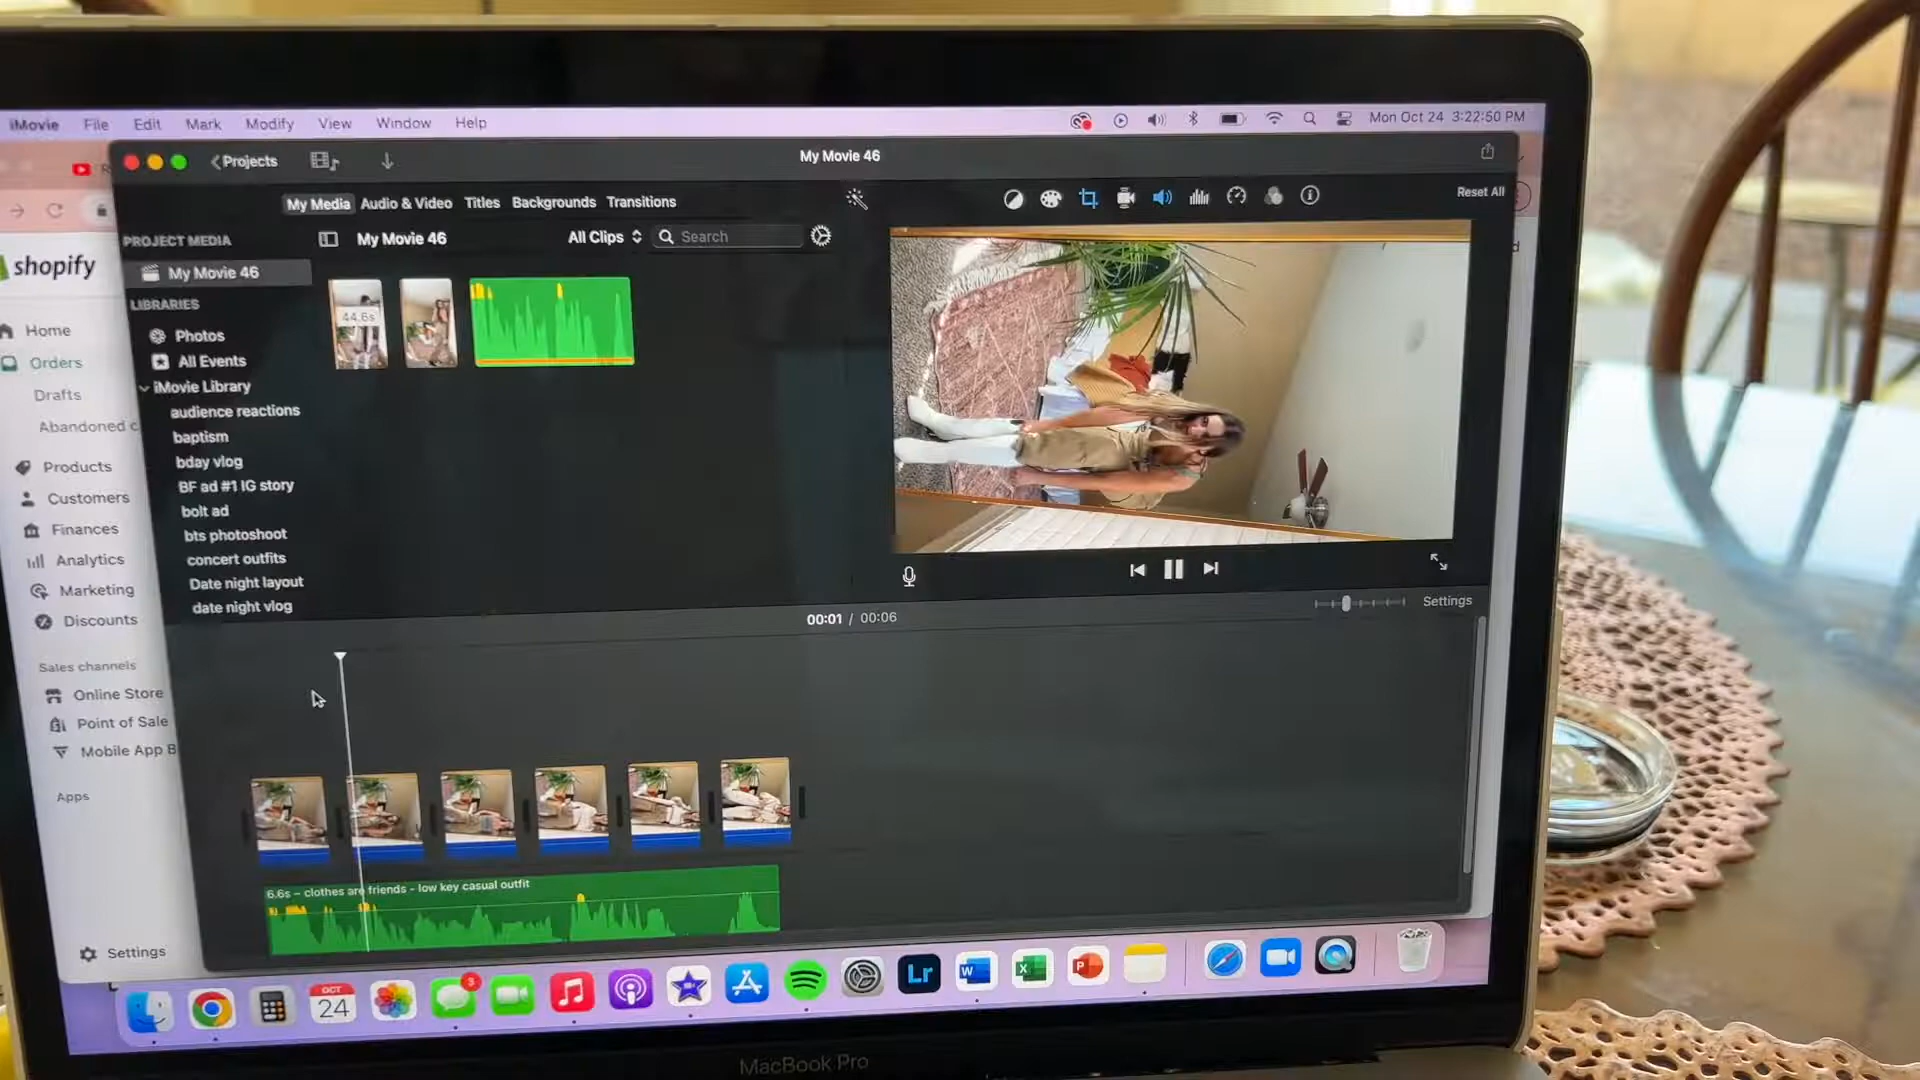 iMovie File Edit Mark Modify View Window Help
Mon Oct 24 3:22:50 PM
Projects
My Movie 46
Reset All
My Media Audio & Video Titles Backgrounds Transitions
PROJECT MEDIA
My Movie 46
All Clips
Search
My Movie 46
LIBRARIES
Photos
All Events
iMovie Library
audience reactions
baptism
bday vlog
BF ad #1 IG story
bolt ad
bts photoshoot
concert outfits
Date night layout
date night vlog
44.6s
00:01 / 00:06
Settings
6.6s – clothes are friends - low key casual outfit
shopify
Home
Orders
Drafts
Abandoned c
Products
Customers
Finances
Analytics
Marketing
Discounts
Sales channels
Online Store
Point of Sale
Mobile App B
Apps
Settings
OCT
24
3
Lr
W
X
P
MacBook Pro